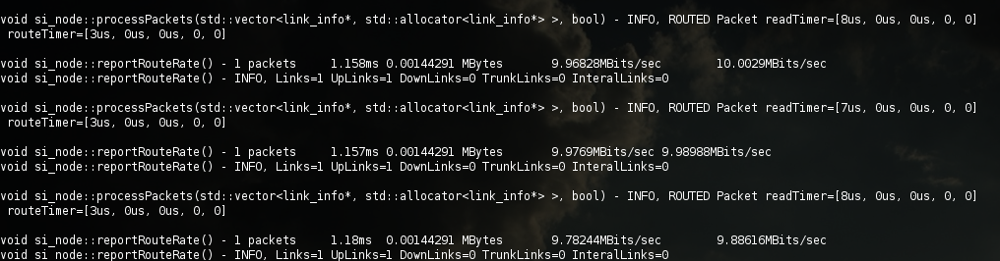 void si_node::processPackets(std::vector<link_info*, std::allocator<link_info*> >, bool) - INFO, ROUTED Packet readTimer=[8us, 0us, 0us, 0, 0]
routeTimer=[3us, 0us, 0us, 0, 0]
void si_node::reportRouteRate() - 1 packets 1.158ms 0.00144291 MBytes 9.96828MBits/sec 10.0029MBits/sec
void si_node::reportRouteRate() - INFO, Links=1 UpLinks=1 DownLinks=0 TrunkLinks=0 InteralLinks=0
void si_node::processPackets(std::vector<link_info*, std::allocator<link_info*> >, bool) - INFO, ROUTED Packet readTimer=[7us, 0us, 0us, 0, 0]
routeTimer=[3us, 0us, 0us, 0, 0]
void si_node::reportRouteRate() - 1 packets 1.157ms 0.00144291 MBytes 9.9769MBits/sec 9.98988MBits/sec
void si_node::reportRouteRate() - INFO, Links=1 UpLinks=1 DownLinks=0 TrunkLinks=0 InteralLinks=0
void si_node::processPackets(std::vector<link_info*, std::allocator<link_info*> >, bool) - INFO, ROUTED Packet readTimer=[8us, 0us, 0us, 0, 0]
routeTimer=[3us, 0us, 0us, 0, 0]
void si_node::reportRouteRate() - 1 packets 1.18ms 0.00144291 MBytes 9.78244MBits/sec 9.88616MBits/sec
void si_node::reportRouteRate() - INFO, Links=1 UpLinks=1 DownLinks=0 TrunkLinks=0 InteralLinks=0